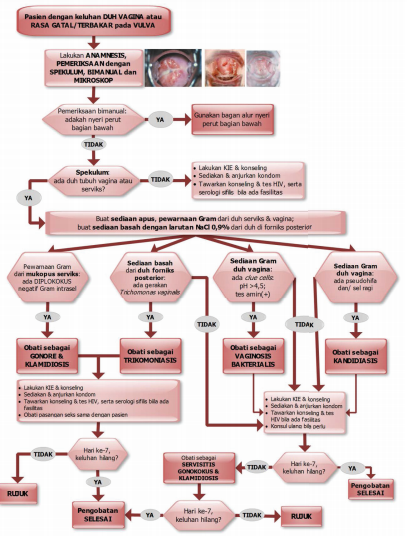 Pasien dengan keluhan DUH VAGINA atau
RASA GATAL/TERBAKAR pada VULVA
Lakukan ANAMNESIS,
PEMERIKSAAN dengan
SPEKULUM, BIMANUAL dan
MIKROSKOP
Pemeriksaan bimanual:
adakah nyeri perut
bagian bawah
YA
Gunakan bagan alur nyeri
perut bagian bawah
TIDAK
Spekulum:
ada duh tubuh vagina atau
serviks?
TIDAK
• Lakukan KIE & konseling
• Sediakan & anjurkan kondom
• Tawarkan konseling & tes HIV, serta
serologi sifilis bila ada fasilitas
YA
Buat sediaan apus, pewarnaan Gram dari duh serviks & vagina;
buat sediaan basah dengan larutan NaCl 0,9% dari duh di forniks posterior
Pewarnaan Gram
dari mukopus serviks:
ada DIPLOKOKUS
negatif Gram intrasel
Sediaan basah
dari duh forniks
posterior:
ada gerakan
Trichomonas vaginalis
Sediaan Gram
duh vagina:
ada clue cells;
pH >4,5;
tes amin(+)
Sediaan Gram
duh vagina:
ada pseudohifa
dan/ sel ragi
YA
YA
TIDAK
YA
TIDAK
YA
Obati sebagai
GONORE &
KLAMIDIOSIS
Obati sebagai
TRIKOMONIASIS
Obati sebagai
VAGINOSIS
BAKTERIALIS
Obati sebagai
KANDIDIASIS
• Lakukan KIE & konseling
• Sediakan & anjurkan kondom
• Tawarkan konseling & tes HIV, serta serologi sifilis bila ada
fasilitas
• Obati pasangan seks sama dengan pasien
• Lakukan KIE & konseling
• Sediakan & anjurkan kondom
• Tawarkan konseling & tes
HIV bila ada fasilitas
• Konsul ulang bila perlu
TIDAK
Hari ke-7,
keluhan hilang?
YA
RUJUK
Pengobatan
SELESAI
Obati sebagai
SERVISITIS
GONOKOKUS &
KLAMIDIOSIS
TIDAK
Hari ke-7,
keluhan hilang?
YA
Pengobatan
SELESAI
YA
Hari ke-7,
keluhan hilang?
TIDAK
RUJUK